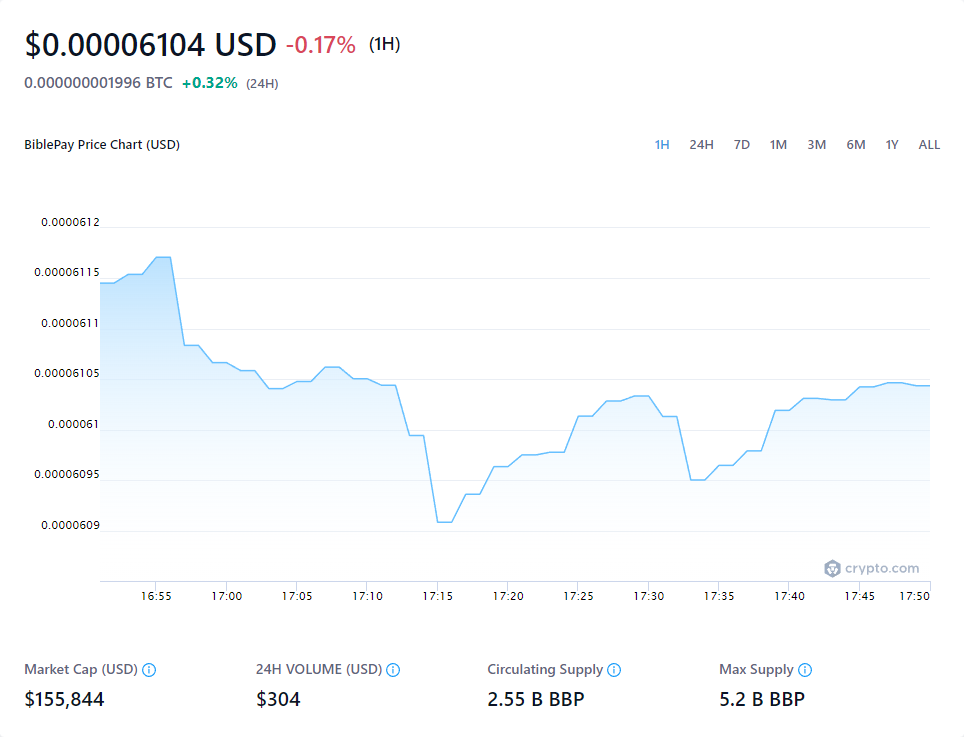 $0.00006104 USD -0.17% (1H)
0.000000001996 BTC +0.32% (24H)
BiblePay Price Chart (USD) 1H 24H 7D 1M 3M 6M 1Y ALL
0.0000612
0.00006115
0.0000611
0.00006105
0.000061
0.00006095
0.0000609
crypto.com
16:55 17:00 17:05 17:10 17:15 17:20 17:25 17:30 17:35 17:40 17:45 17:50
Market Cap (USD) 24H VOLUME (USD) Circulating Supply Max Supply
$155,844 $304 2.55 B BBP 5.2 B BBP